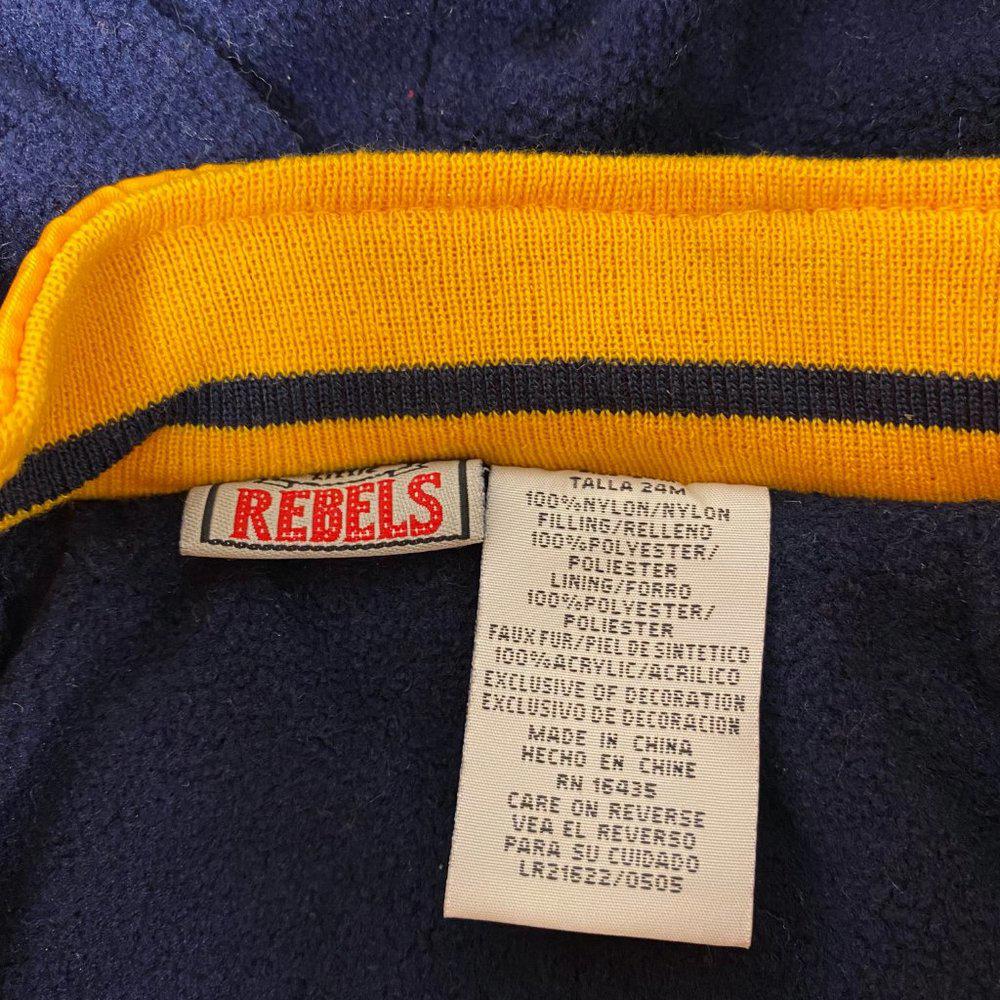 REBELS
TALLA 24M
100%NYLON/NYLON
FILLING/RELLENO
100%POLYESTER/
POLIESTER
LINING/FORRO
100%POLYESTER/
POLIESTER
FAUX FUR/PIEL DE SINTETICO
100%ACRYLIC/ACRILICO
EXCLUSIVE OF DECORATION
EXCLUSIVO DE DECORACION
MADE IN CHINA
HECHO EN CHINE
RN 16435
CARE ON REVERSE
VEA EL REVERSO
PARA SU CUIDADO
LR21622/0505